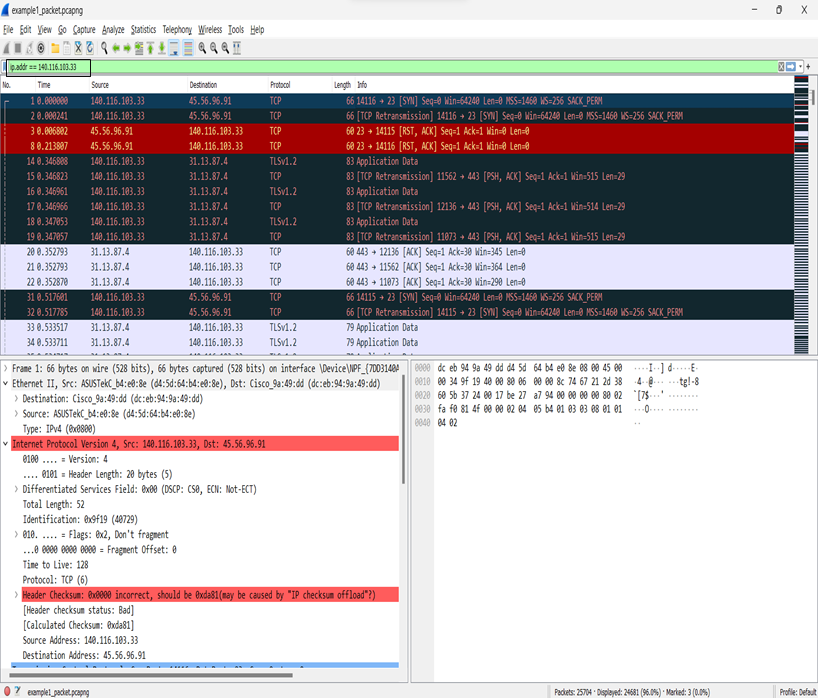 example1_packet.pcapng
File Edit View Go Capture Analyze Statistics Telephony Wireless Tools Help
ip.addr == 140.116.103.33
No. Time Source Destination Protocol Length Info
1 0.000000 140.116.103.33 45.56.96.91 TCP 66 14116 → 23 [SYN] Seq=0 Win=64240 Len=0 MSS=1460 WS=256 SACK_PERM
2 0.000241 140.116.103.33 45.56.96.91 TCP 66 [TCP Retransmission] 14116 → 23 [SYN] Seq=0 Win=64240 Len=0 MSS=1460 WS=256 SACK_PERM
3 0.006802 45.56.96.91 140.116.103.33 TCP 60 23 → 14115 [RST, ACK] Seq=1 Ack=1 Win=0 Len=0
8 0.213807 45.56.96.91 140.116.103.33 TCP 60 23 → 14116 [RST, ACK] Seq=1 Ack=1 Win=0 Len=0
14 0.346808 140.116.103.33 31.13.87.4 TLSv1.2 83 Application Data
15 0.346823 140.116.103.33 31.13.87.4 TCP 83 [TCP Retransmission] 11562 → 443 [PSH, ACK] Seq=1 Ack=1 Win=515 Len=29
16 0.346961 140.116.103.33 31.13.87.4 TLSv1.2 83 Application Data
17 0.346966 140.116.103.33 31.13.87.4 TCP 83 [TCP Retransmission] 12136 → 443 [PSH, ACK] Seq=1 Ack=1 Win=514 Len=29
18 0.347053 140.116.103.33 31.13.87.4 TLSv1.2 83 Application Data
19 0.347057 140.116.103.33 31.13.87.4 TCP 83 [TCP Retransmission] 11073 → 443 [PSH, ACK] Seq=1 Ack=1 Win=515 Len=29
20 0.352793 31.13.87.4 140.116.103.33 TCP 60 443 → 12136 [ACK] Seq=1 Ack=30 Win=345 Len=0
21 0.352793 31.13.87.4 140.116.103.33 TCP 60 443 → 11562 [ACK] Seq=1 Ack=30 Win=364 Len=0
22 0.352870 31.13.87.4 140.116.103.33 TCP 60 443 → 11073 [ACK] Seq=1 Ack=30 Win=290 Len=0
31 0.517601 140.116.103.33 45.56.96.91 TCP 66 14115 → 23 [SYN] Seq=0 Win=64240 Len=0 MSS=1460 WS=256 SACK_PERM
32 0.517785 140.116.103.33 45.56.96.91 TCP 66 [TCP Retransmission] 14115 → 23 [SYN] Seq=0 Win=64240 Len=0 MSS=1460 WS=256 SACK_PERM
33 0.533517 31.13.87.4 140.116.103.33 TLSv1.2 79 Application Data
34 0.533711 31.13.87.4 140.116.103.33 TLSv1.2 79 Application Data
Frame 1: 66 bytes on wire (528 bits), 66 bytes captured (528 bits) on interface \Device\NPF_{7DD3140A
Ethernet II, Src: ASUSTekC_b4:e0:8e (d4:5d:64:b4:e0:8e), Dst: Cisco_9a:49:dd (dc:eb:94:9a:49:dd)
Destination: Cisco_9a:49:dd (dc:eb:94:9a:49:dd)
Source: ASUSTekC_b4:e0:8e (d4:5d:64:b4:e0:8e)
Type: IPv4 (0x0800)
Internet Protocol Version 4, Src: 140.116.103.33, Dst: 45.56.96.91
0100 .... = Version: 4
.... 0101 = Header Length: 20 bytes (5)
Differentiated Services Field: 0x00 (DSCP: CS0, ECN: Not-ECT)
Total Length: 52
Identification: 0x9f19 (40729)
010. .... = Flags: 0x2, Don't fragment
...0 0000 0000 0000 = Fragment Offset: 0
Time to Live: 128
Protocol: TCP (6)
Header Checksum: 0x0000 incorrect, should be 0xda81(may be caused by "IP checksum offload"?)
[Header checksum status: Bad]
[Calculated Checksum: 0xda81]
Source Address: 140.116.103.33
Destination Address: 45.56.96.91
0000 dc eb 94 9a 49 dd d4 5d 64 b4 e0 8e 08 00 45 00 ····I··] d·····E·
0010 00 34 9f 19 40 00 80 06 00 00 8c 74 67 21 2d 38 ·4··@··· ···tg!-8
0020 60 5b 37 24 00 17 be 27 a7 94 00 00 00 00 80 02 `[7$···' ········
0030 fa f0 81 4f 00 00 02 04 05 b4 01 03 03 08 01 01 ···O···· ········
0040 04 02 ··
example1_packet.pcapng
Packets: 25704 · Displayed: 24681 (96.0%) · Marked: 3 (0.0%)
Profile: Default